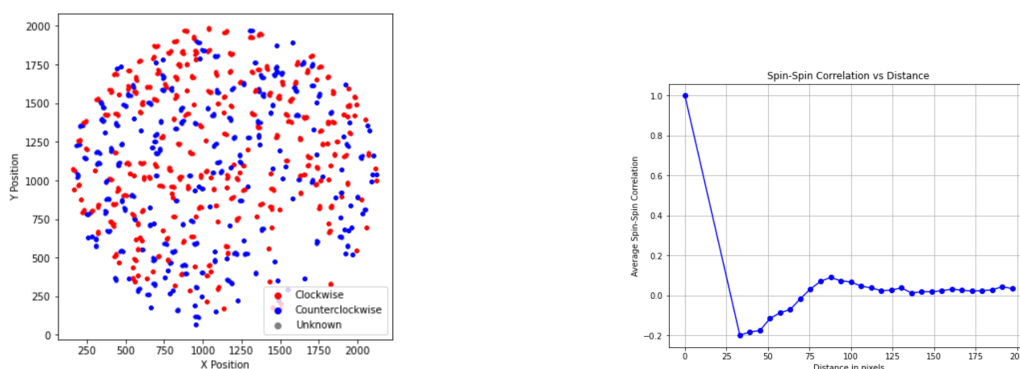 2000
1750
1500
1250
1000
750
500
250
0
Y Position
250 500 750 1000 1250 1500 1750 2000
X Position
Clockwise
Counterclockwise
Unknown
Spin-Spin Correlation vs Distance
1.0
0.8
0.6
0.4
0.2
0.0
−0.2
Average Spin-Spin Correlation
0 25 50 75 100 125 150 175 200
Distance in pixels